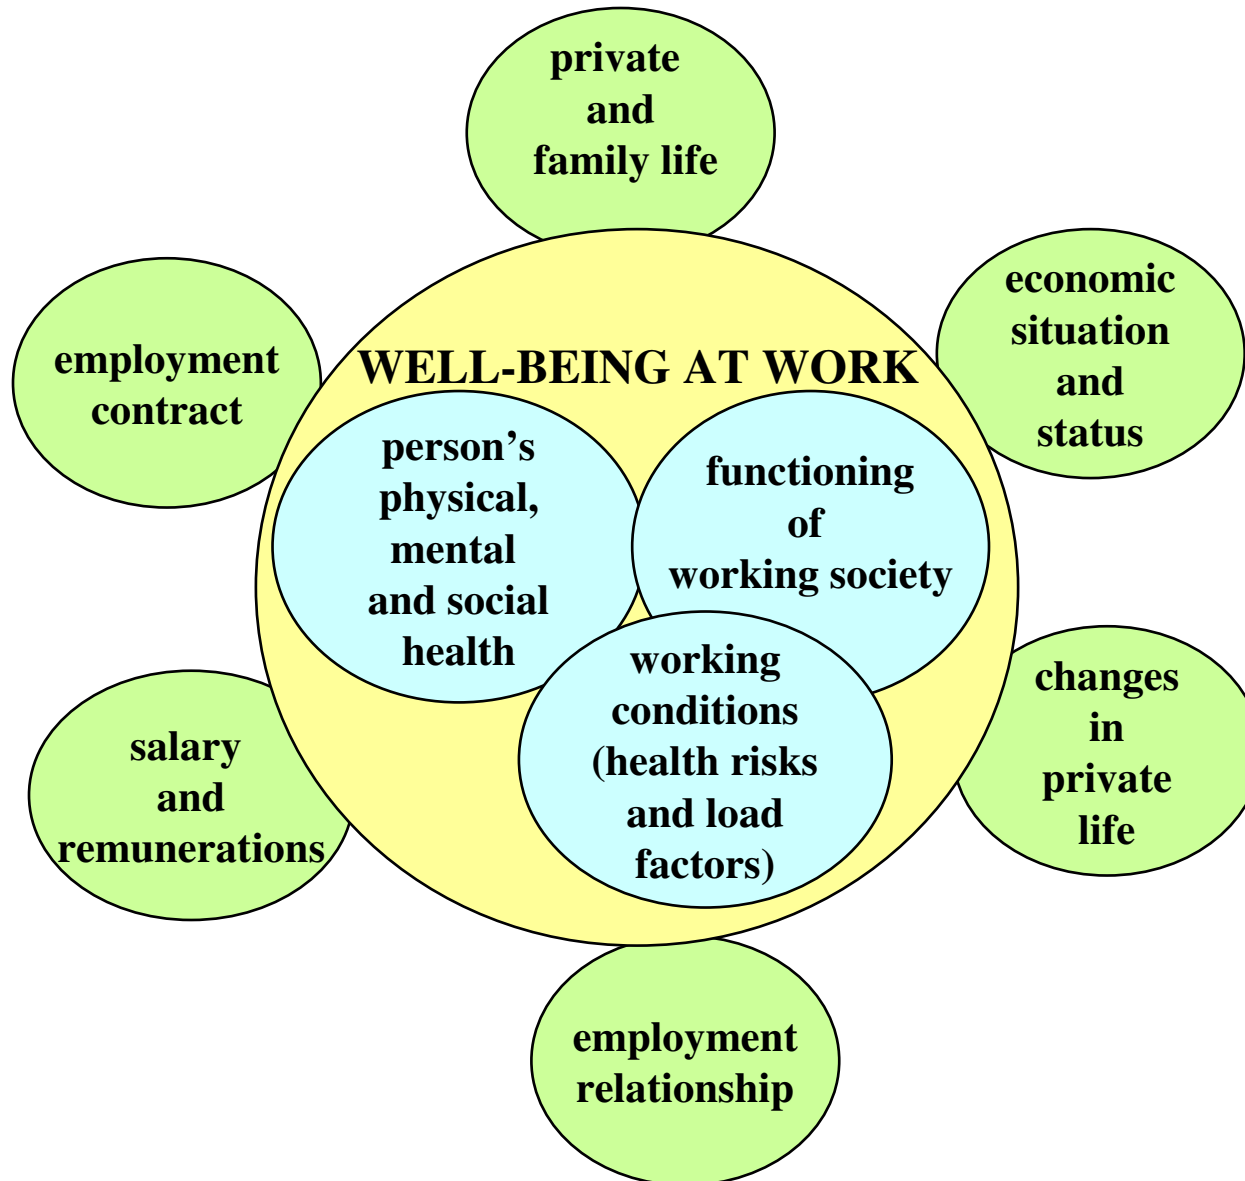 private
and
family life
economic
situation
and
status
employment
contract
WELL-BEING AT WORK
person’s
physical,
mental
and social
health
functioning
of
working society
working
conditions
(health risks
and load
factors)
changes
in
private
life
salary
and
remunerations
employment
relationship